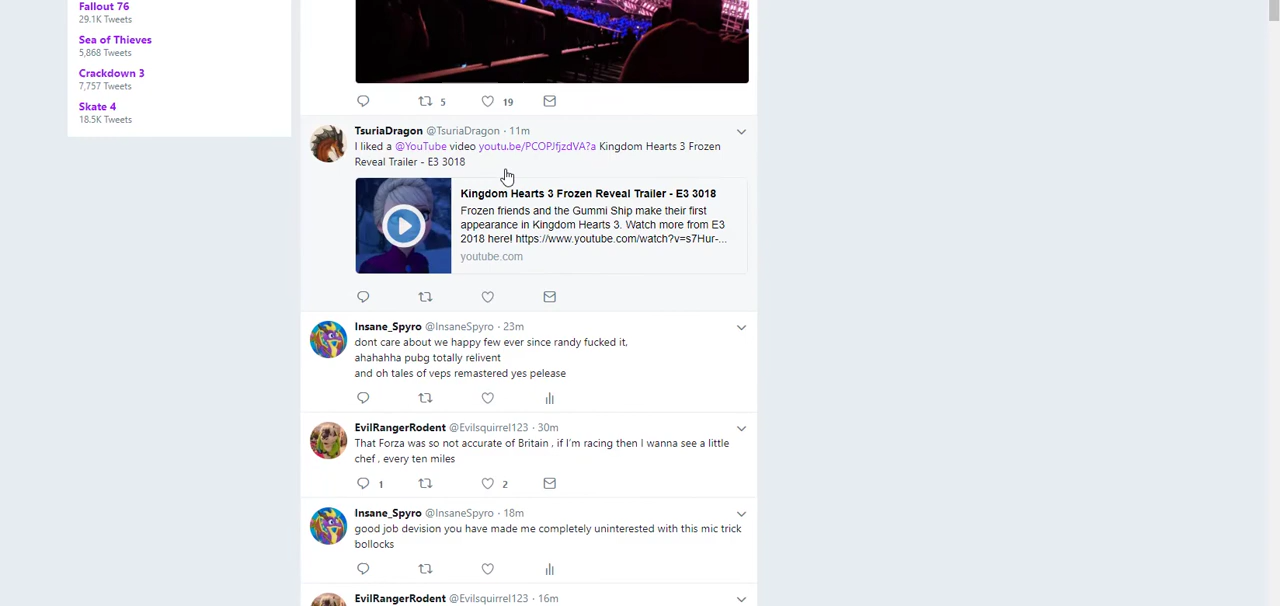 Fallout 76
29.1K Tweets
Sea of Thieves
5,868 Tweets
Crackdown 3
7,757 Tweets
Skate 4
18.5K Tweets
5
19
TsuriaDragon @TsuriaDragon · 11m
I liked a @YouTube video youtu.be/PCOPJfjzdVA?a Kingdom Hearts 3 Frozen
Reveal Trailer - E3 3018
Kingdom Hearts 3 Frozen Reveal Trailer - E3 3018
Frozen friends and the Gummi Ship make their first
appearance in Kingdom Hearts 3. Watch more from E3
2018 here! https://www.youtube.com/watch?v=s7Hur-...
youtube.com
Insane_Spyro @InsaneSpyro · 23m
dont care about we happy few ever since randy fucked it.
ahahahha pubg totally relivent
and oh tales of veps remastered yes pelease
EvilRangerRodent @Evilsquirrel123 · 30m
That Forza was so not accurate of Britain , if I'm racing then I wanna see a little
chef , every ten miles
1
2
Insane_Spyro @InsaneSpyro · 18m
good job devision you have made me completely uninterested with this mic trick
bollocks
EvilRangerRodent @Evilsquirrel123 · 16m